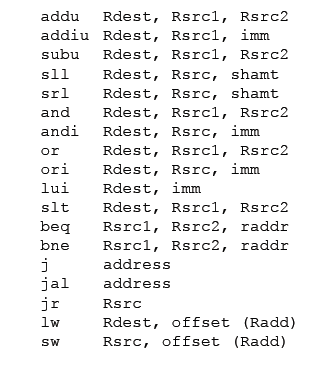 addu Rdest, Rsrc1, Rsrc2
addiu Rdest, Rsrc1, imm
subu Rdest, Rsrc1, Rsrc2
sll Rdest, Rsrc, shamt
srl Rdest, Rsrc, shamt
and Rdest, Rsrc1, Rsrc2
andi Rdest, Rsrc, imm
or Rdest, Rsrc1, Rsrc2
ori Rdest, Rsrc, imm
lui Rdest, imm
slt Rdest, Rsrc1, Rsrc2
beq Rsrc1, Rsrc2, raddr
bne Rsrc1, Rsrc2, raddr
j address
jal address
jr Rsrc
lw Rdest, offset (Radd)
sw Rsrc, offset (Radd)